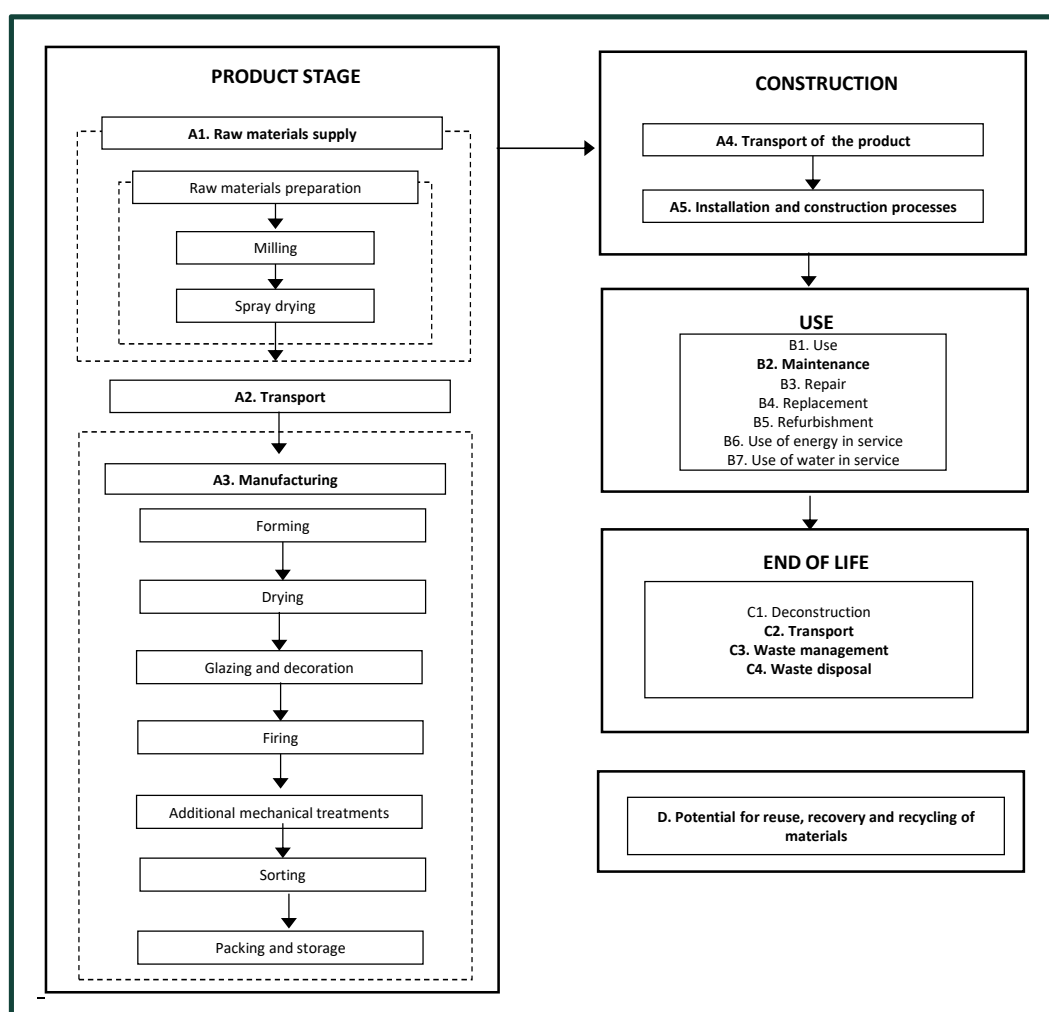 PRODUCT STAGE
A1. Raw materials supply
Raw materials preparation
Milling
Spray drying
A2. Transport
A3. Manufacturing
Forming
Drying
Glazing and decoration
Firing
Additional mechanical treatments
Sorting
Packing and storage
CONSTRUCTION
A4. Transport of the product
A5. Installation and construction processes
USE
B1. Use
B2. Maintenance
B3. Repair
B4. Replacement
B5. Refurbishment
B6. Use of energy in service
B7. Use of water in service
END OF LIFE
C1. Deconstruction
C2. Transport
C3. Waste management
C4. Waste disposal
D. Potential for reuse, recovery and recycling of
materials